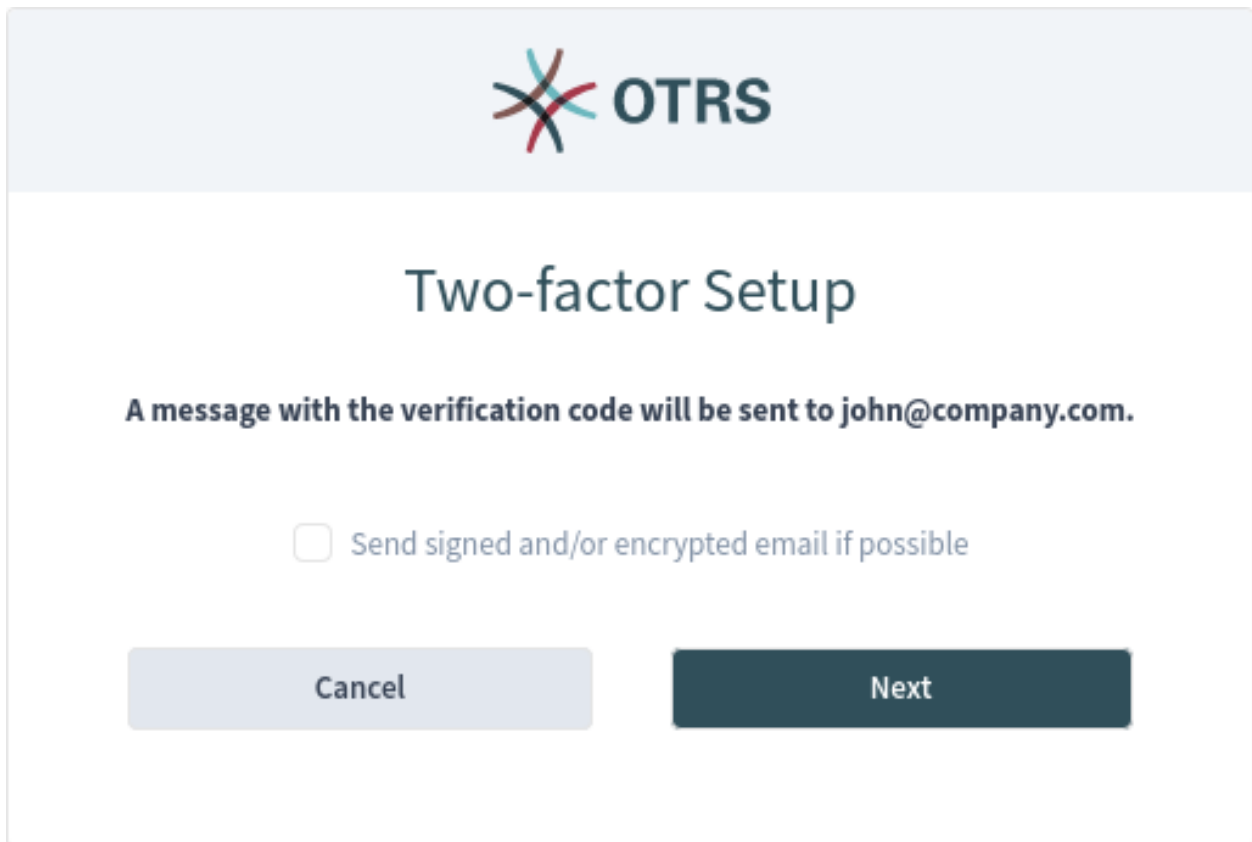 OTRS
Two-factor Setup
A message with the verification code will be sent to john@company.com.
Send signed and/or encrypted email if possible
Cancel
Next